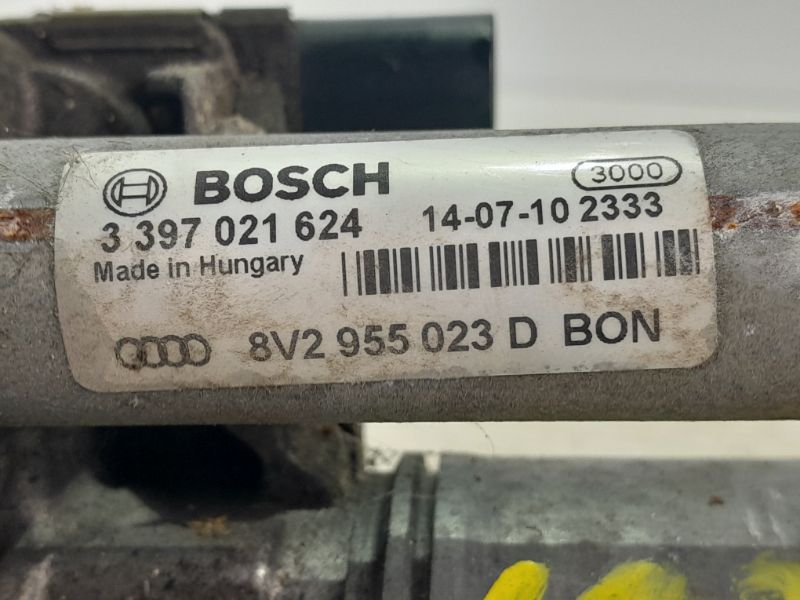 BOSCH 3000
3 397 021 624 14-07-10 2333
Made in Hungary
8V2 955 023 D BON